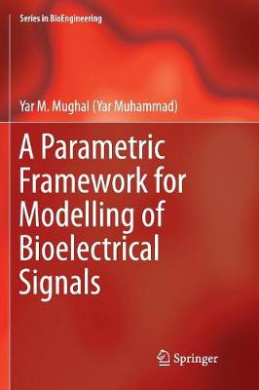 Series in BioEngineering
Yar M. Mughal (Yar Muhammad)
A Parametric
Framework for
Modelling of
Bioelectrical
Signals
Springer